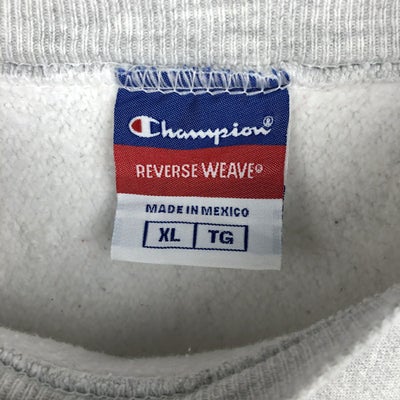 Champion
REVERSE WEAVE®
MADE IN MEXICO
XL TG